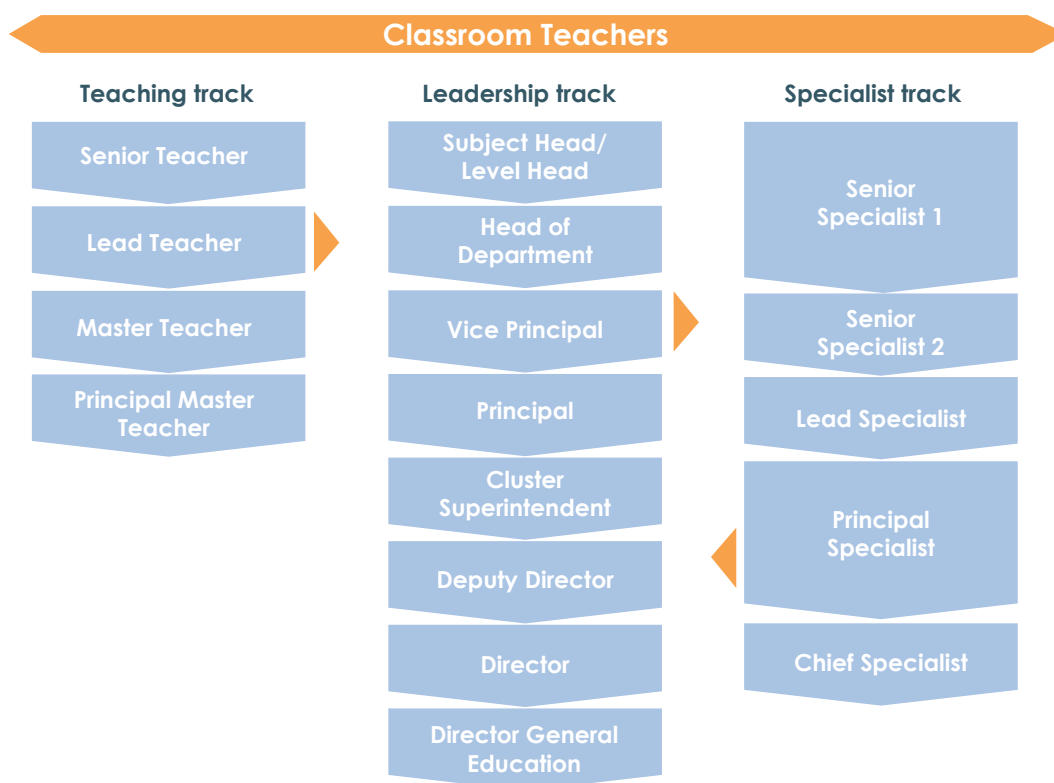 Classroom Teachers
Teaching track
Senior Teacher
Lead Teacher
Master Teacher
Principal Master
Teacher
Leadership track
Subject Head/
Level Head
Head of
Department
Vice Principal
Principal
Cluster
Superintendent
Deputy Director
Director
Director General
Education
Specialist track
Senior
Specialist 1
Senior
Specialist 2
Lead Specialist
Principal
Specialist
Chief Specialist